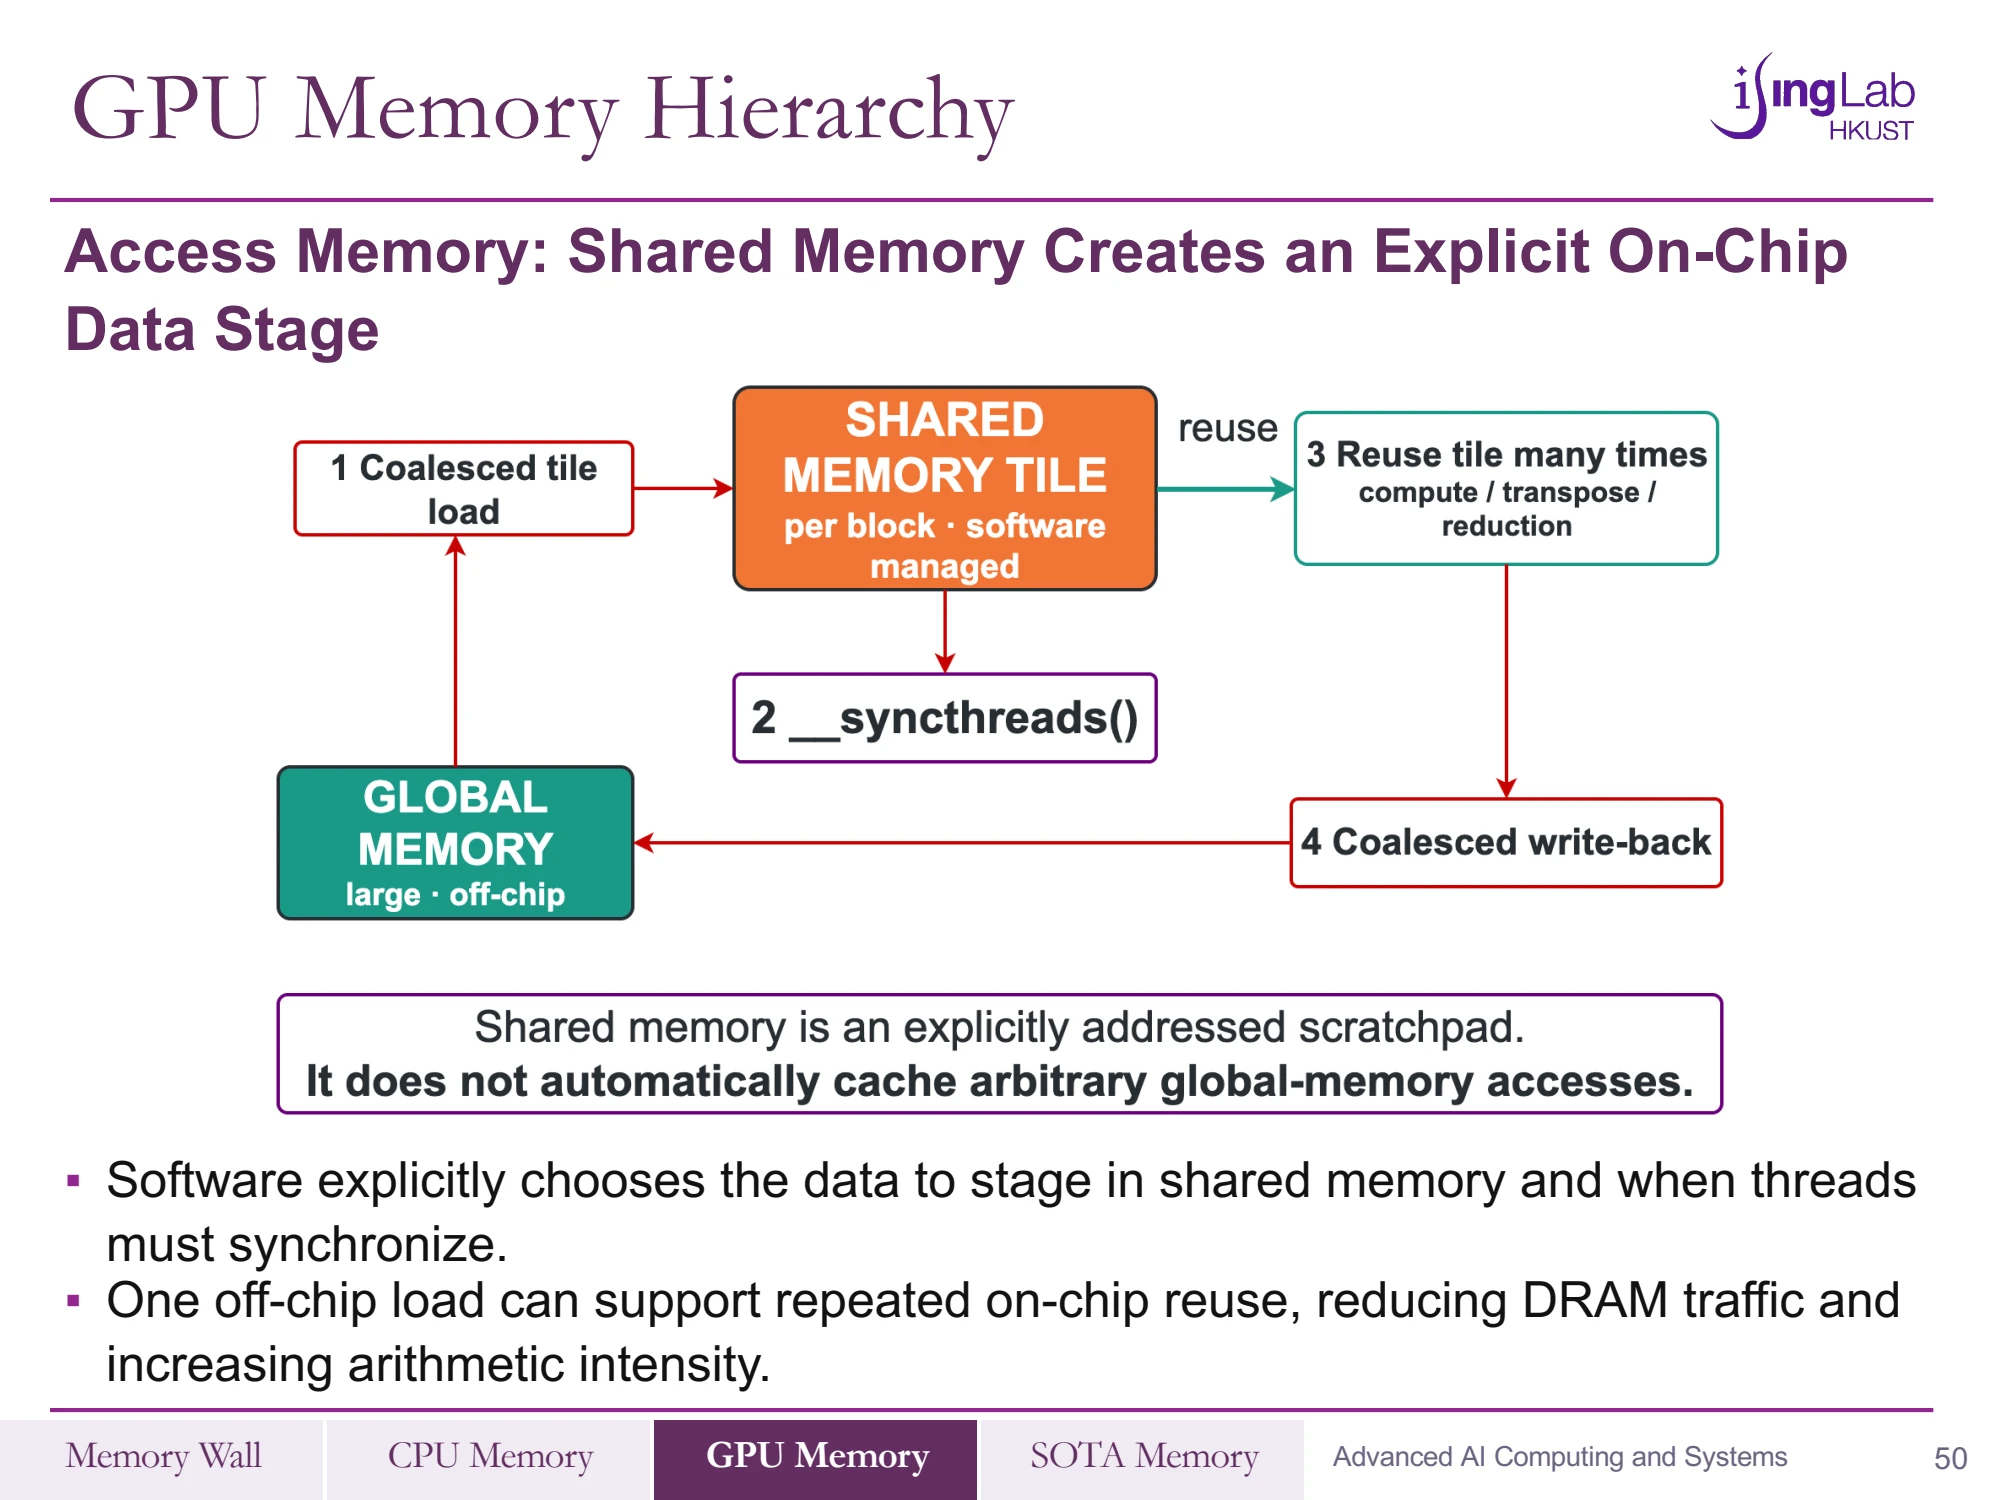 GPU Memory Hierarchy
isingLab
HKUST
Access Memory: Shared Memory Creates an Explicit On-Chip
Data Stage
1 Coalesced tile
load
SHARED
MEMORY TILE
per block · software
managed
reuse
3 Reuse tile many times
compute / transpose /
reduction
2 __syncthreads()
GLOBAL
MEMORY
large · off-chip
4 Coalesced write-back
Shared memory is an explicitly addressed scratchpad.
It does not automatically cache arbitrary global-memory accesses.
▪ Software explicitly chooses the data to stage in shared memory and when threads
must synchronize.
▪ One off-chip load can support repeated on-chip reuse, reducing DRAM traffic and
increasing arithmetic intensity.
Memory Wall
CPU Memory
GPU Memory
SOTA Memory
Advanced AI Computing and Systems
50